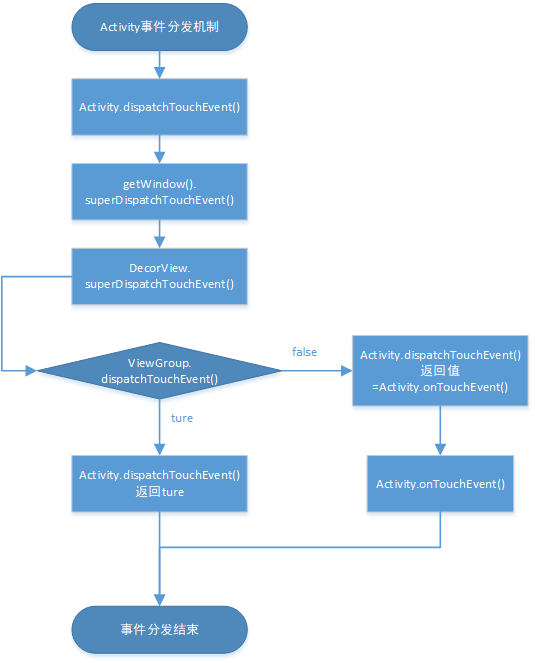 Activity事件分发机制
Activity.dispatchTouchEvent()
getWindow().
superDispatchTouchEvent()
DecorView.
superDispatchTouchEvent()
ViewGroup.
dispatchTouchEvent()
false
Activity.dispatchTouchEvent()
返回值
=Activity.onTouchEvent()
ture
Activity.dispatchTouchEvent()
返回ture
Activity.onTouchEvent()
事件分发结束